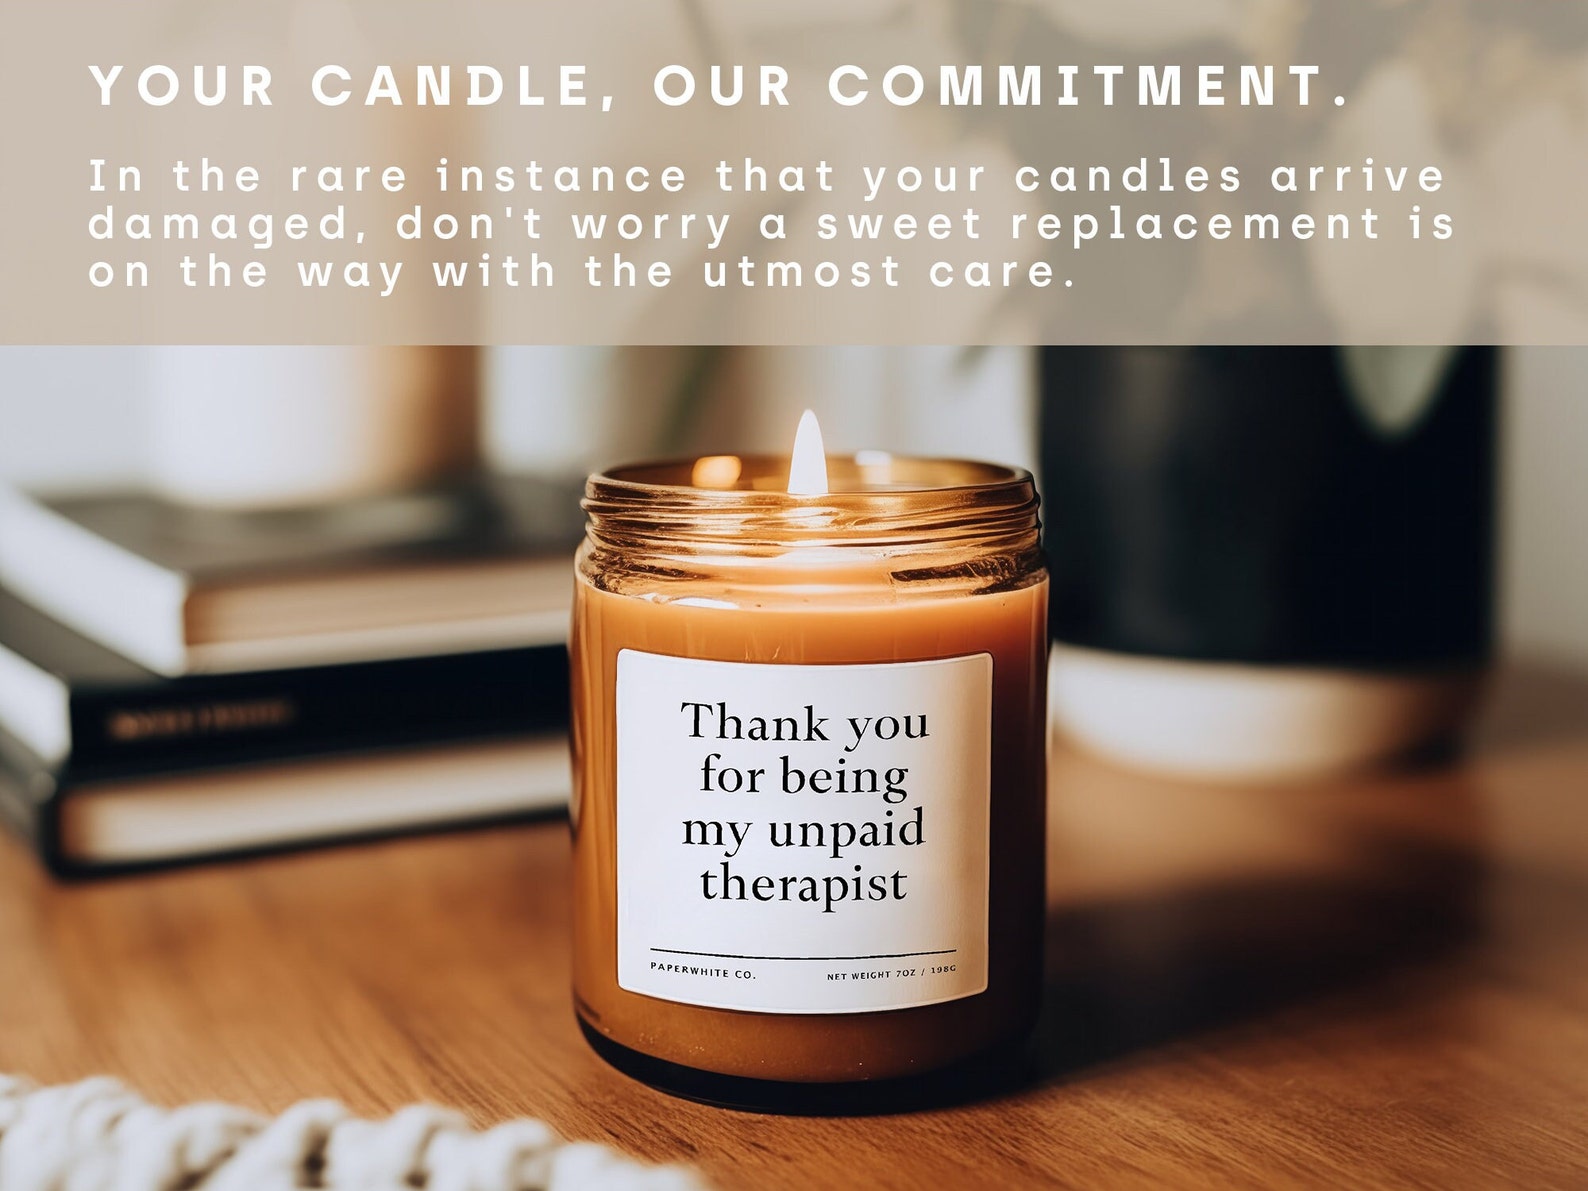 YOUR CANDLE, OUR COMMITMENT.
In the rare instance that your candles arrive
damaged, don't worry a sweet replacement is
on the way with the utmost care.
Thank you
for being
my unpaid
therapist
PAPERWHITE CO.
NET WEIGHT 7OZ / 198G